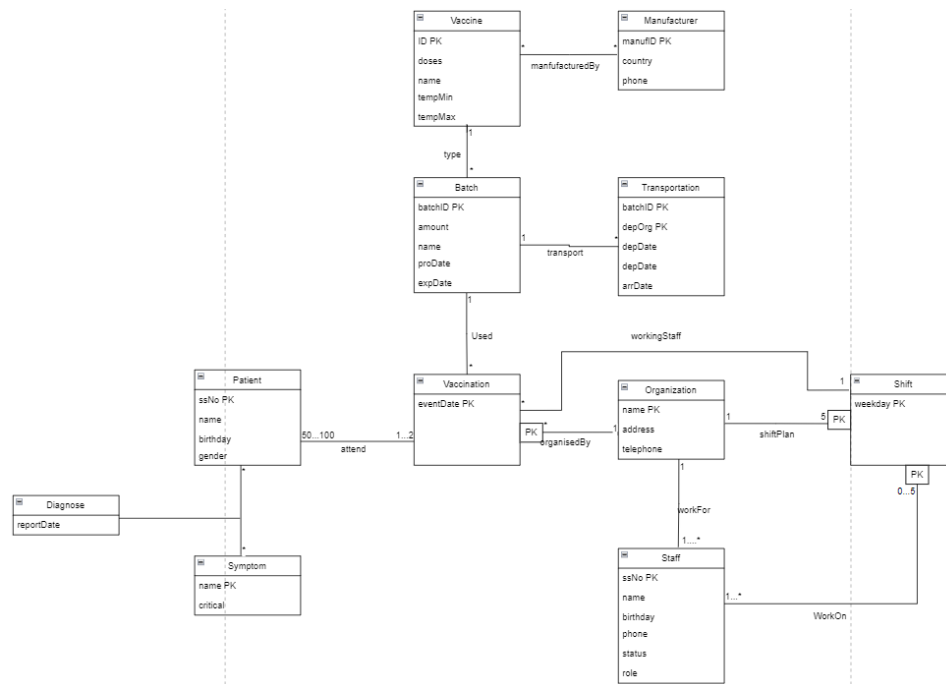 Vaccine
ID PK
doses
name
tempMin
tempMax
*
manfufacturedBy
*
Manufacturer
manufID PK
country
phone
1
type
*
Batch
batchID PK
amount
name
proDate
expDate
1
transport
*
Transportation
batchID PK
depOrg PK
depDate
depDate
arrDate
1
Used
*
workingStaff
Patient
ssNo PK
name
birthday
gender
50...100
attend
1...2
Vaccination
eventDate PK
*
PK
*
organisedBy
1
Organization
name PK
address
telephone
1
shiftPlan
5
PK
1
Shift
weekday PK
PK
0...5
*
Diagnose
reportDate
*
Symptom
name PK
critical
1
workFor
1....*
Staff
ssNo PK
name
birthday
phone
status
role
1...*
WorkOn